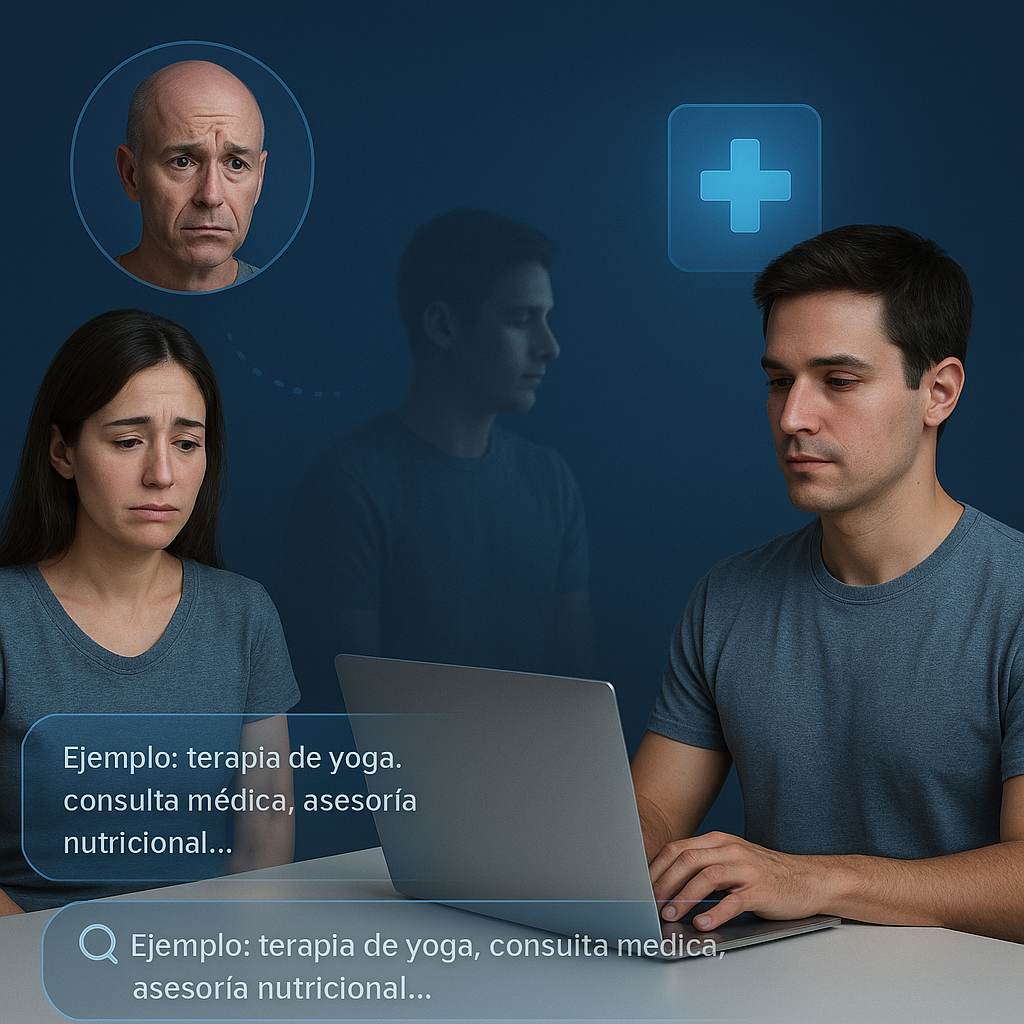 Ejemplo: terapia de yoga.
consulta médica, asesoría
nutricional...
Ejemplo: terapia de yoga, consuita medica,
asesoría nutricional...